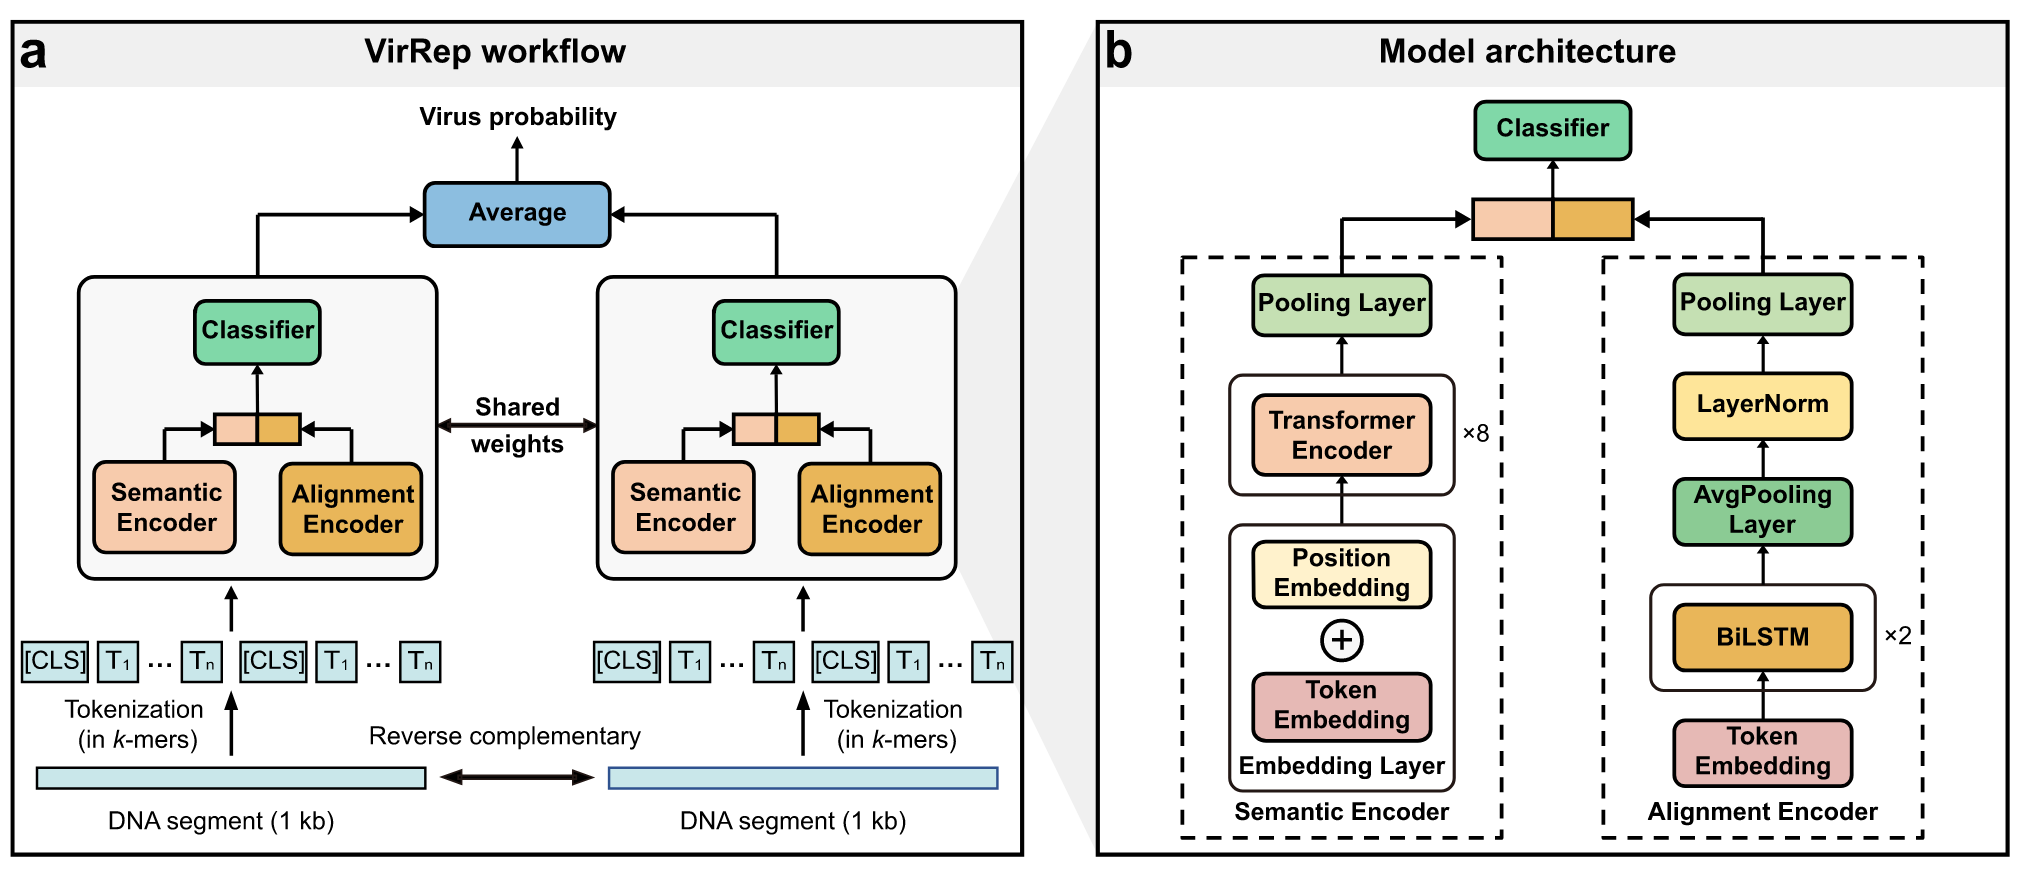 a
VirRep workflow
Virus probability
Average
Classifier
Classifier
Shared
weights
Semantic
Encoder
Alignment
Encoder
Semantic
Encoder
Alignment
Encoder
[CLS] T1 ... Tn [CLS] T1 ... Tn
[CLS] T1 ... Tn [CLS] T1 ... Tn
Tokenization
(in k-mers)
Reverse complementary
Tokenization
(in k-mers)
DNA segment (1 kb)
DNA segment (1 kb)
b
Model architecture
Classifier
Pooling Layer
Transformer
Encoder
×8
Position
Embedding
+
Token
Embedding
Embedding Layer
Semantic Encoder
Pooling Layer
LayerNorm
AvgPooling
Layer
BiLSTM
×2
Token
Embedding
Alignment Encoder